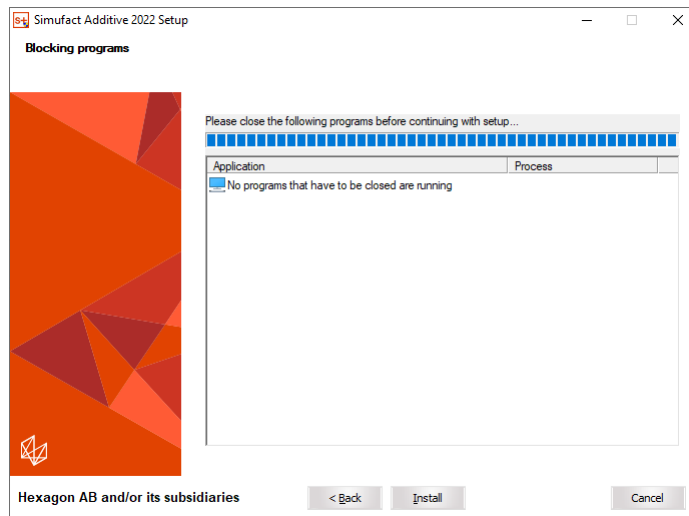 Simufact Additive 2022 Setup
Blocking programs
Please close the following programs before continuing with setup...
Application Process
No programs that have to be closed are running
Hexagon AB and/or its subsidiaries < Back Install Cancel